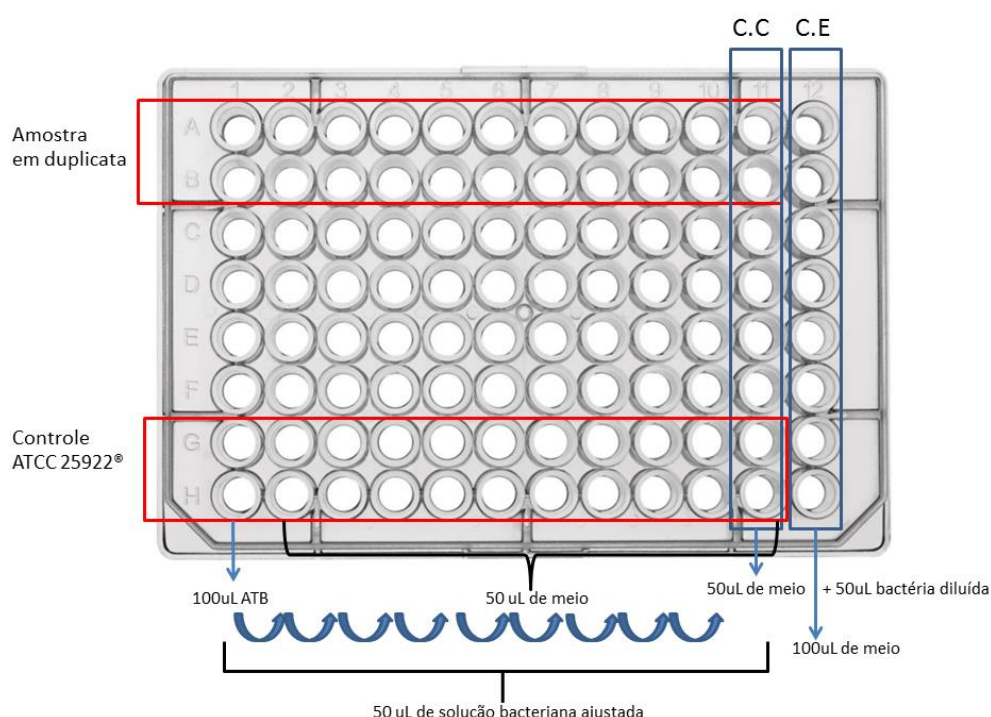 C.C C.E
1 2 3 4 5 6 7 8 9 10 11 12
Amostra
em duplicata
A
B
C
D
E
F
Controle
ATCC 25922®
G
H
100uL ATB
50 uL de meio
50uL de meio
+ 50uL bactéria diluída
100uL de meio
50 uL de solução bacteriana ajustada